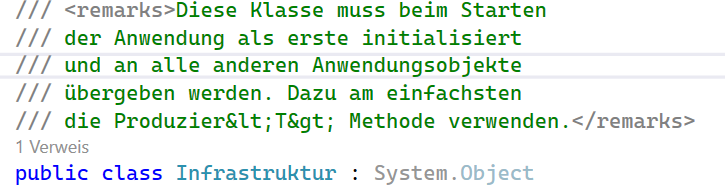 /// <remarks>Diese Klasse muss beim Starten
/// der Anwendung als erste initialisiert
/// und an alle anderen Anwendungsobjekte
/// übergeben werden. Dazu am einfachsten
/// die Produzier&lt;T&gt; Methode verwenden.</remarks>
1 Verweis
public class Infrastruktur : System.Object